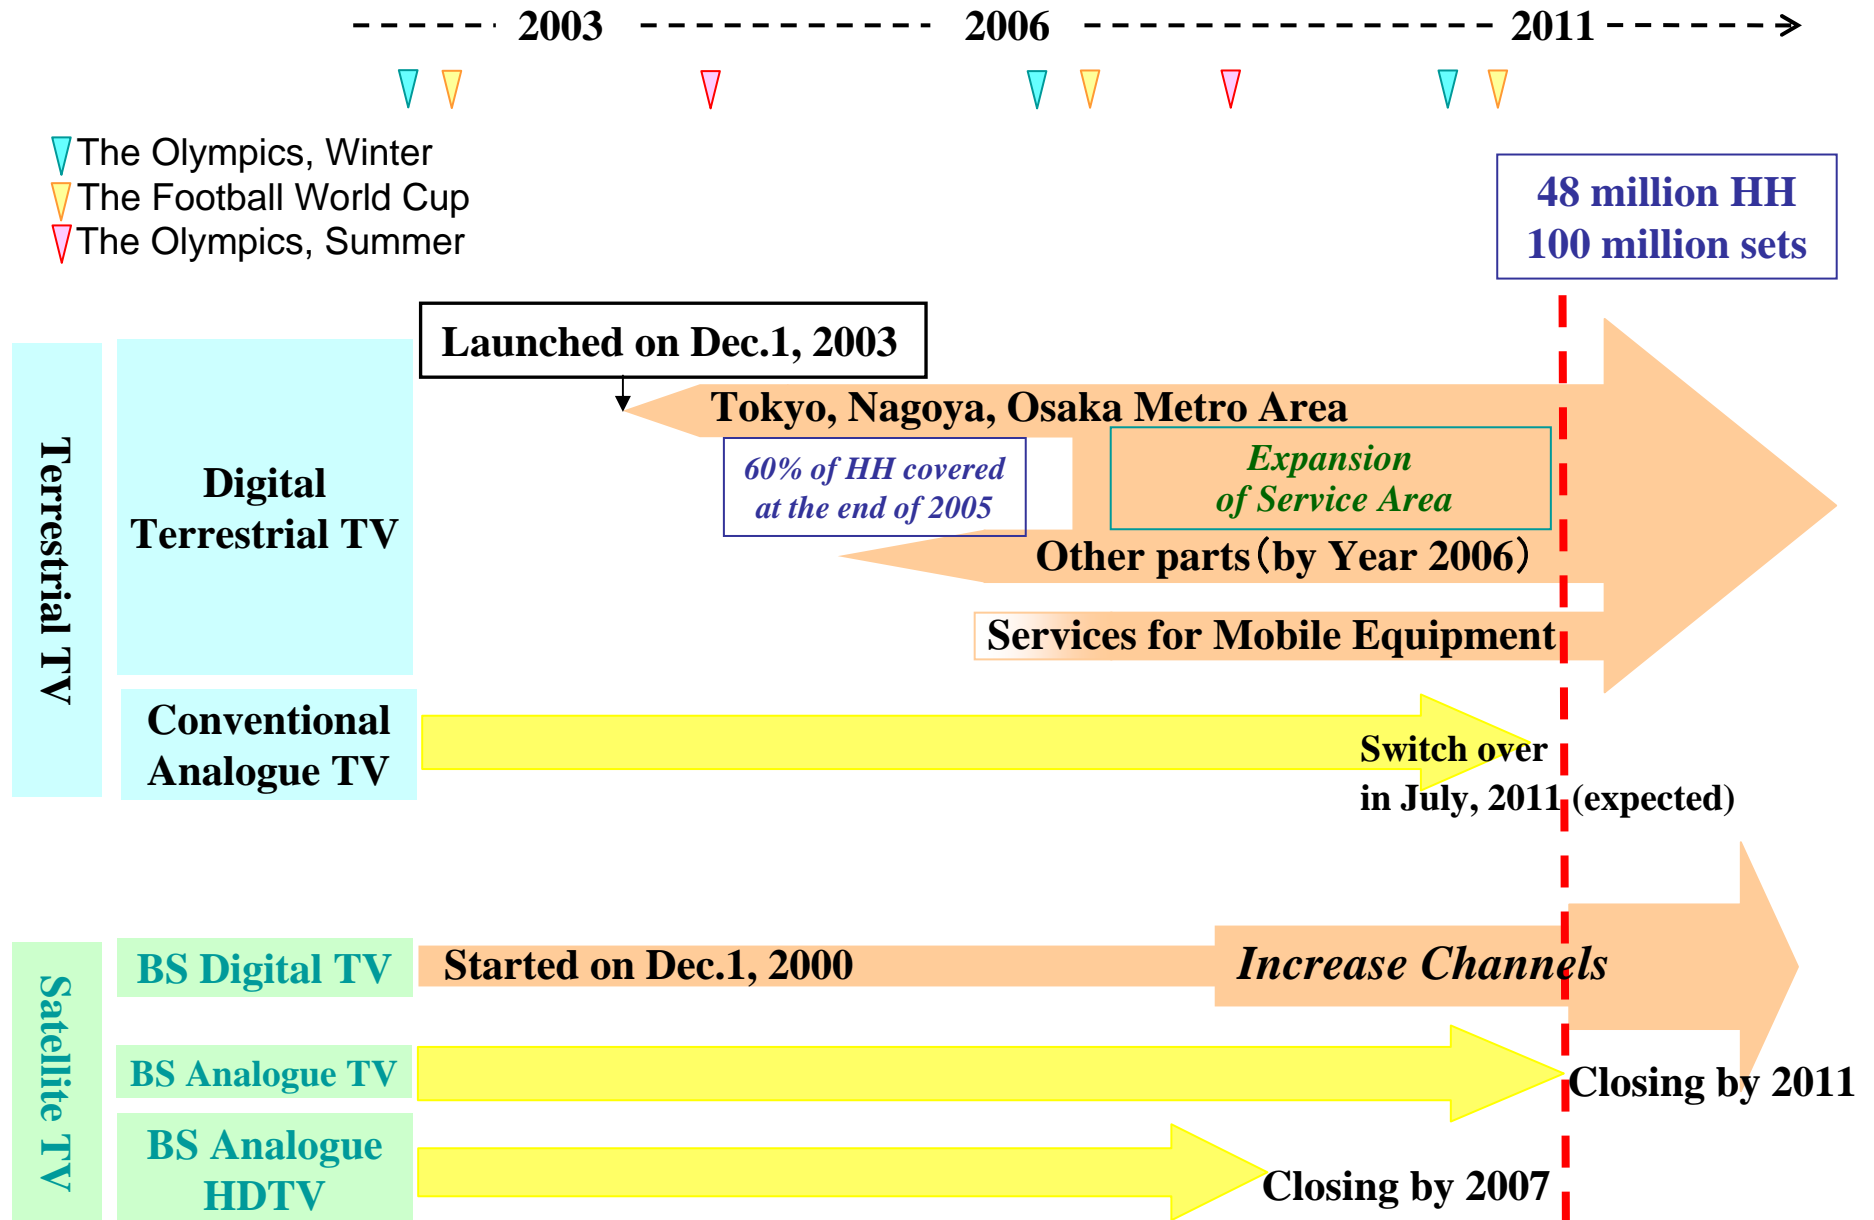 2003
2006
2011
The Olympics, Winter
The Football World Cup
The Olympics, Summer
48 million HH
100 million sets
Launched on Dec.1, 2003
Terrestrial TV
Digital
Terrestrial TV
Tokyo, Nagoya, Osaka Metro Area
60% of HH covered
at the end of 2005
Expansion
of Service Area
Other parts（by Year 2006）
Services for Mobile Equipment
Conventional
Analogue TV
Switch over
in July, 2011 (expected)
Satellite TV
BS Digital TV
Started on Dec.1, 2000
Increase Channels
BS Analogue TV
Closing by 2011
BS Analogue
HDTV
Closing by 2007